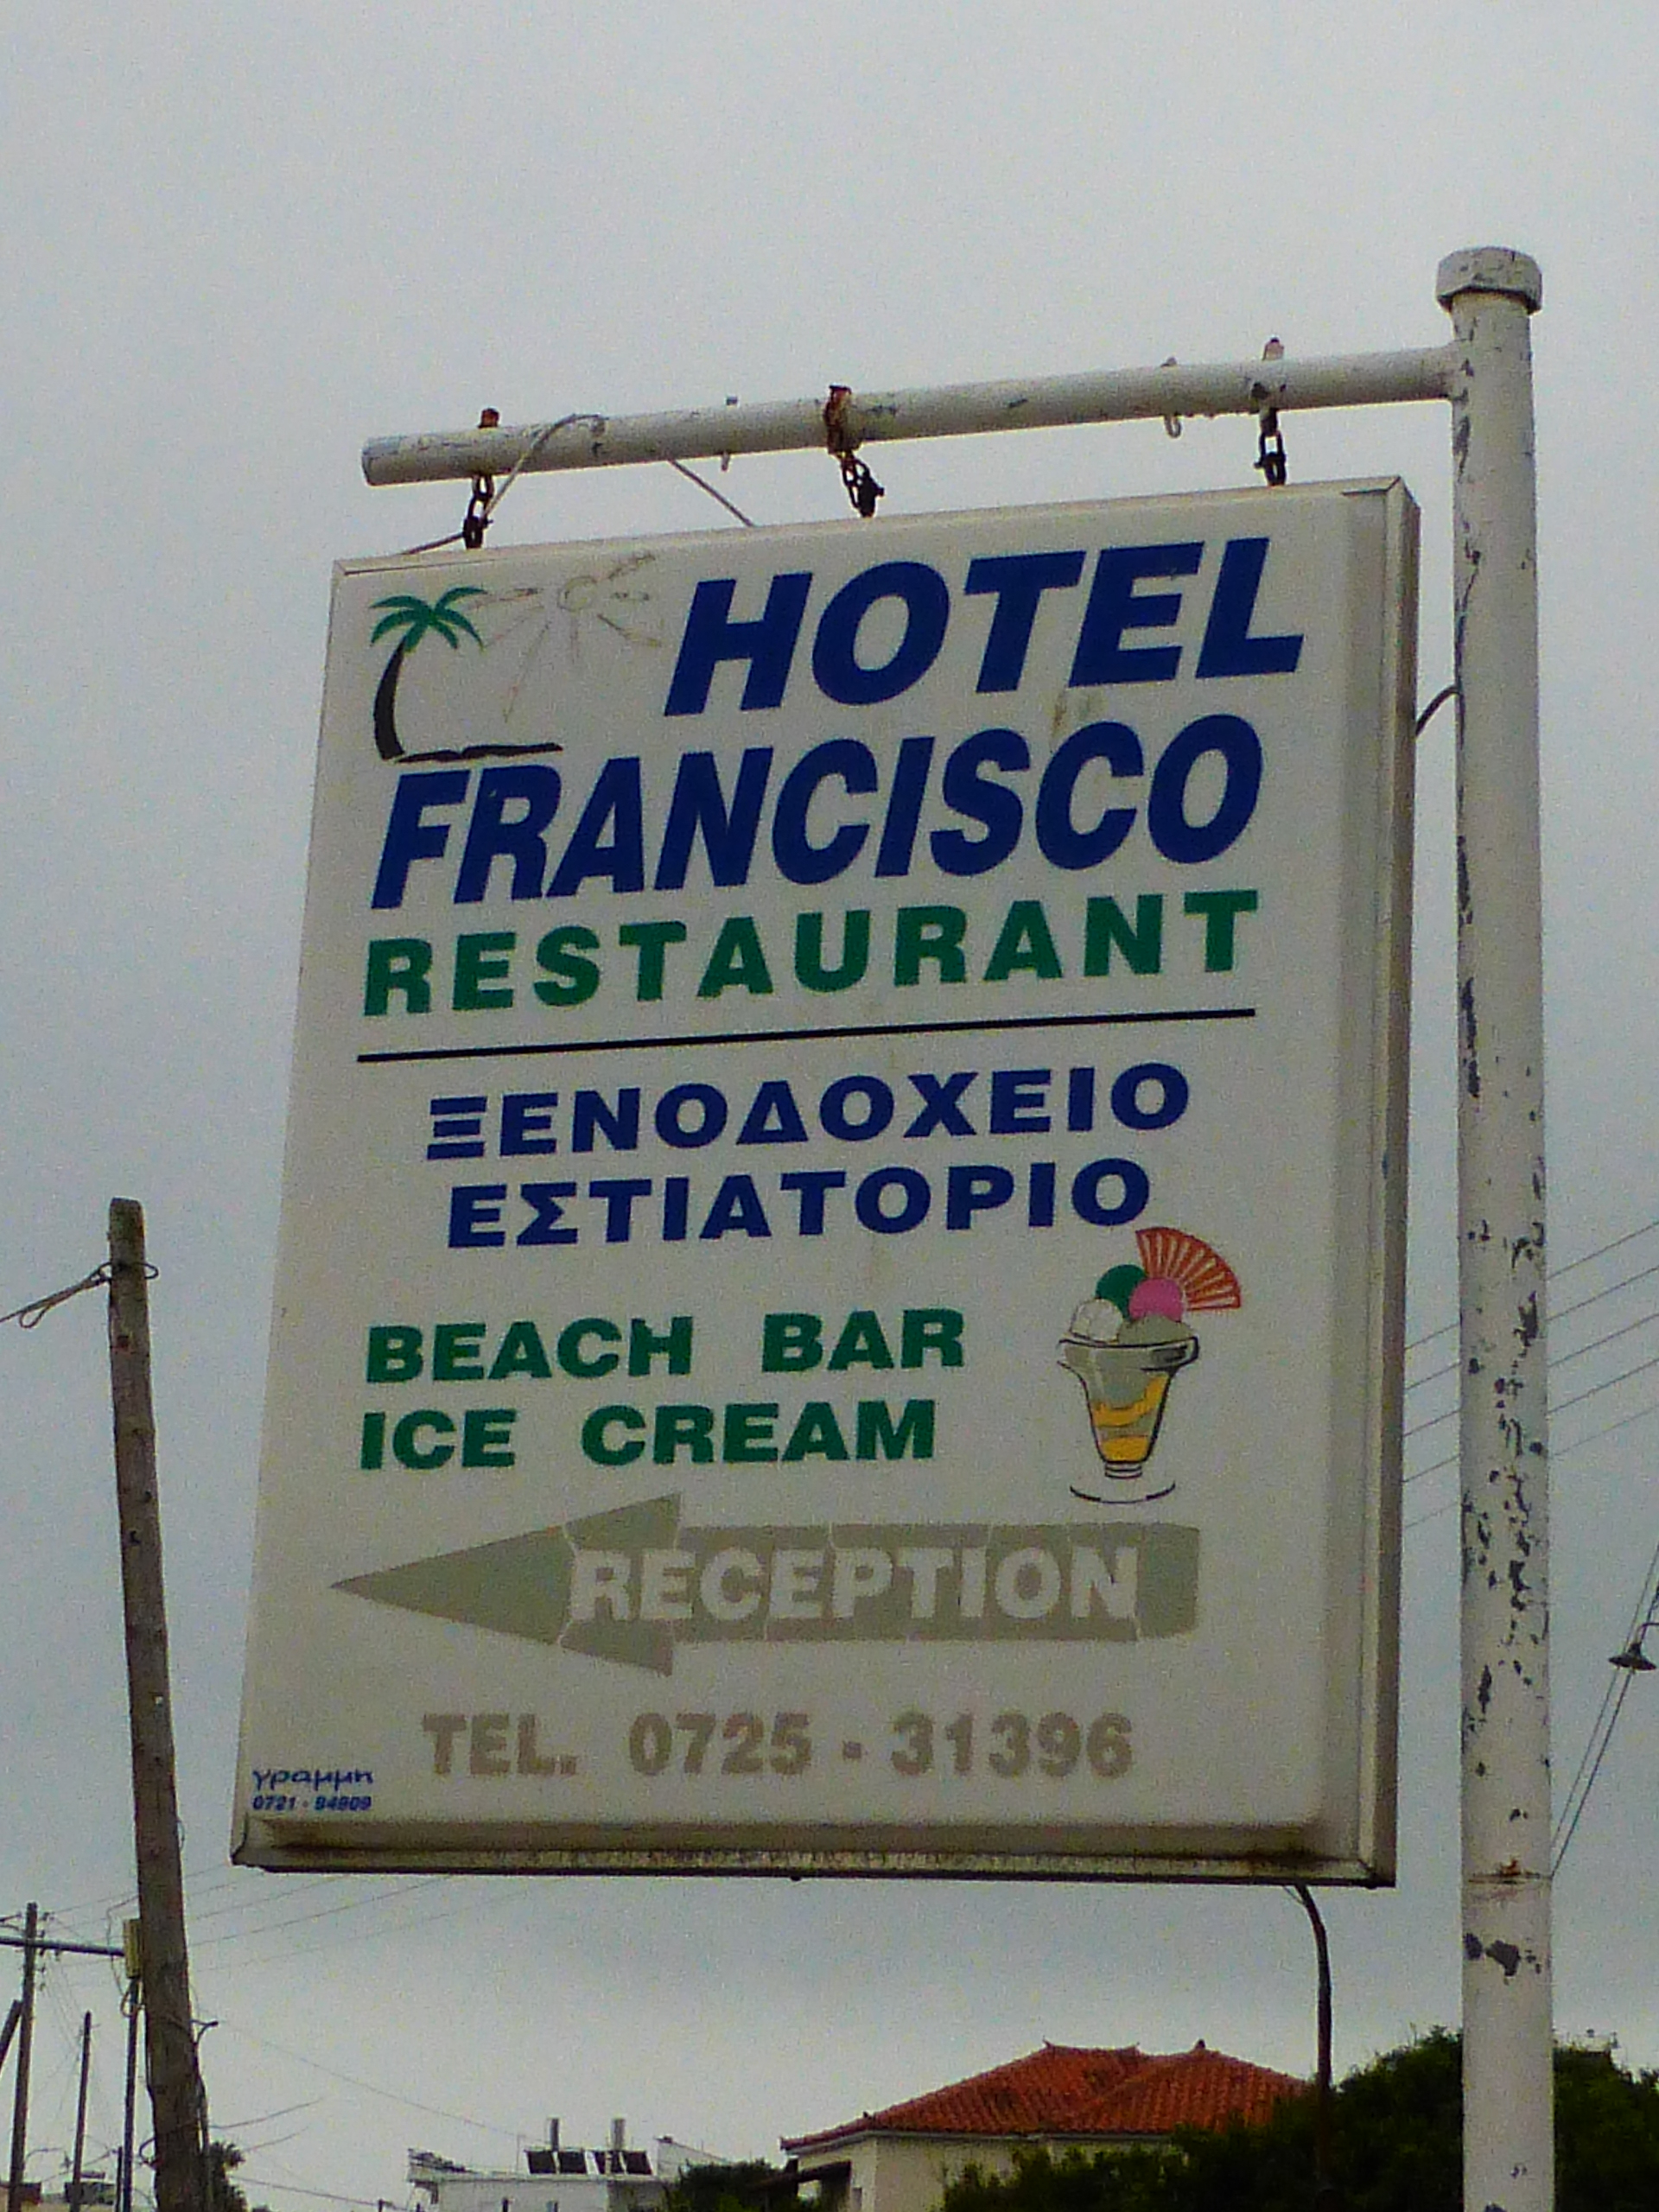 HOTEL
FRANCISCO
RESTAURANT
ΞΕΝΟΔΟΧΕΙΟ
ΕΣΤΙΑΤΟΡΙΟ
BEACH BAR
ICE CREAM
RECEPTION
TEL. 0725 - 31396
γραμμη
0721 - 94909